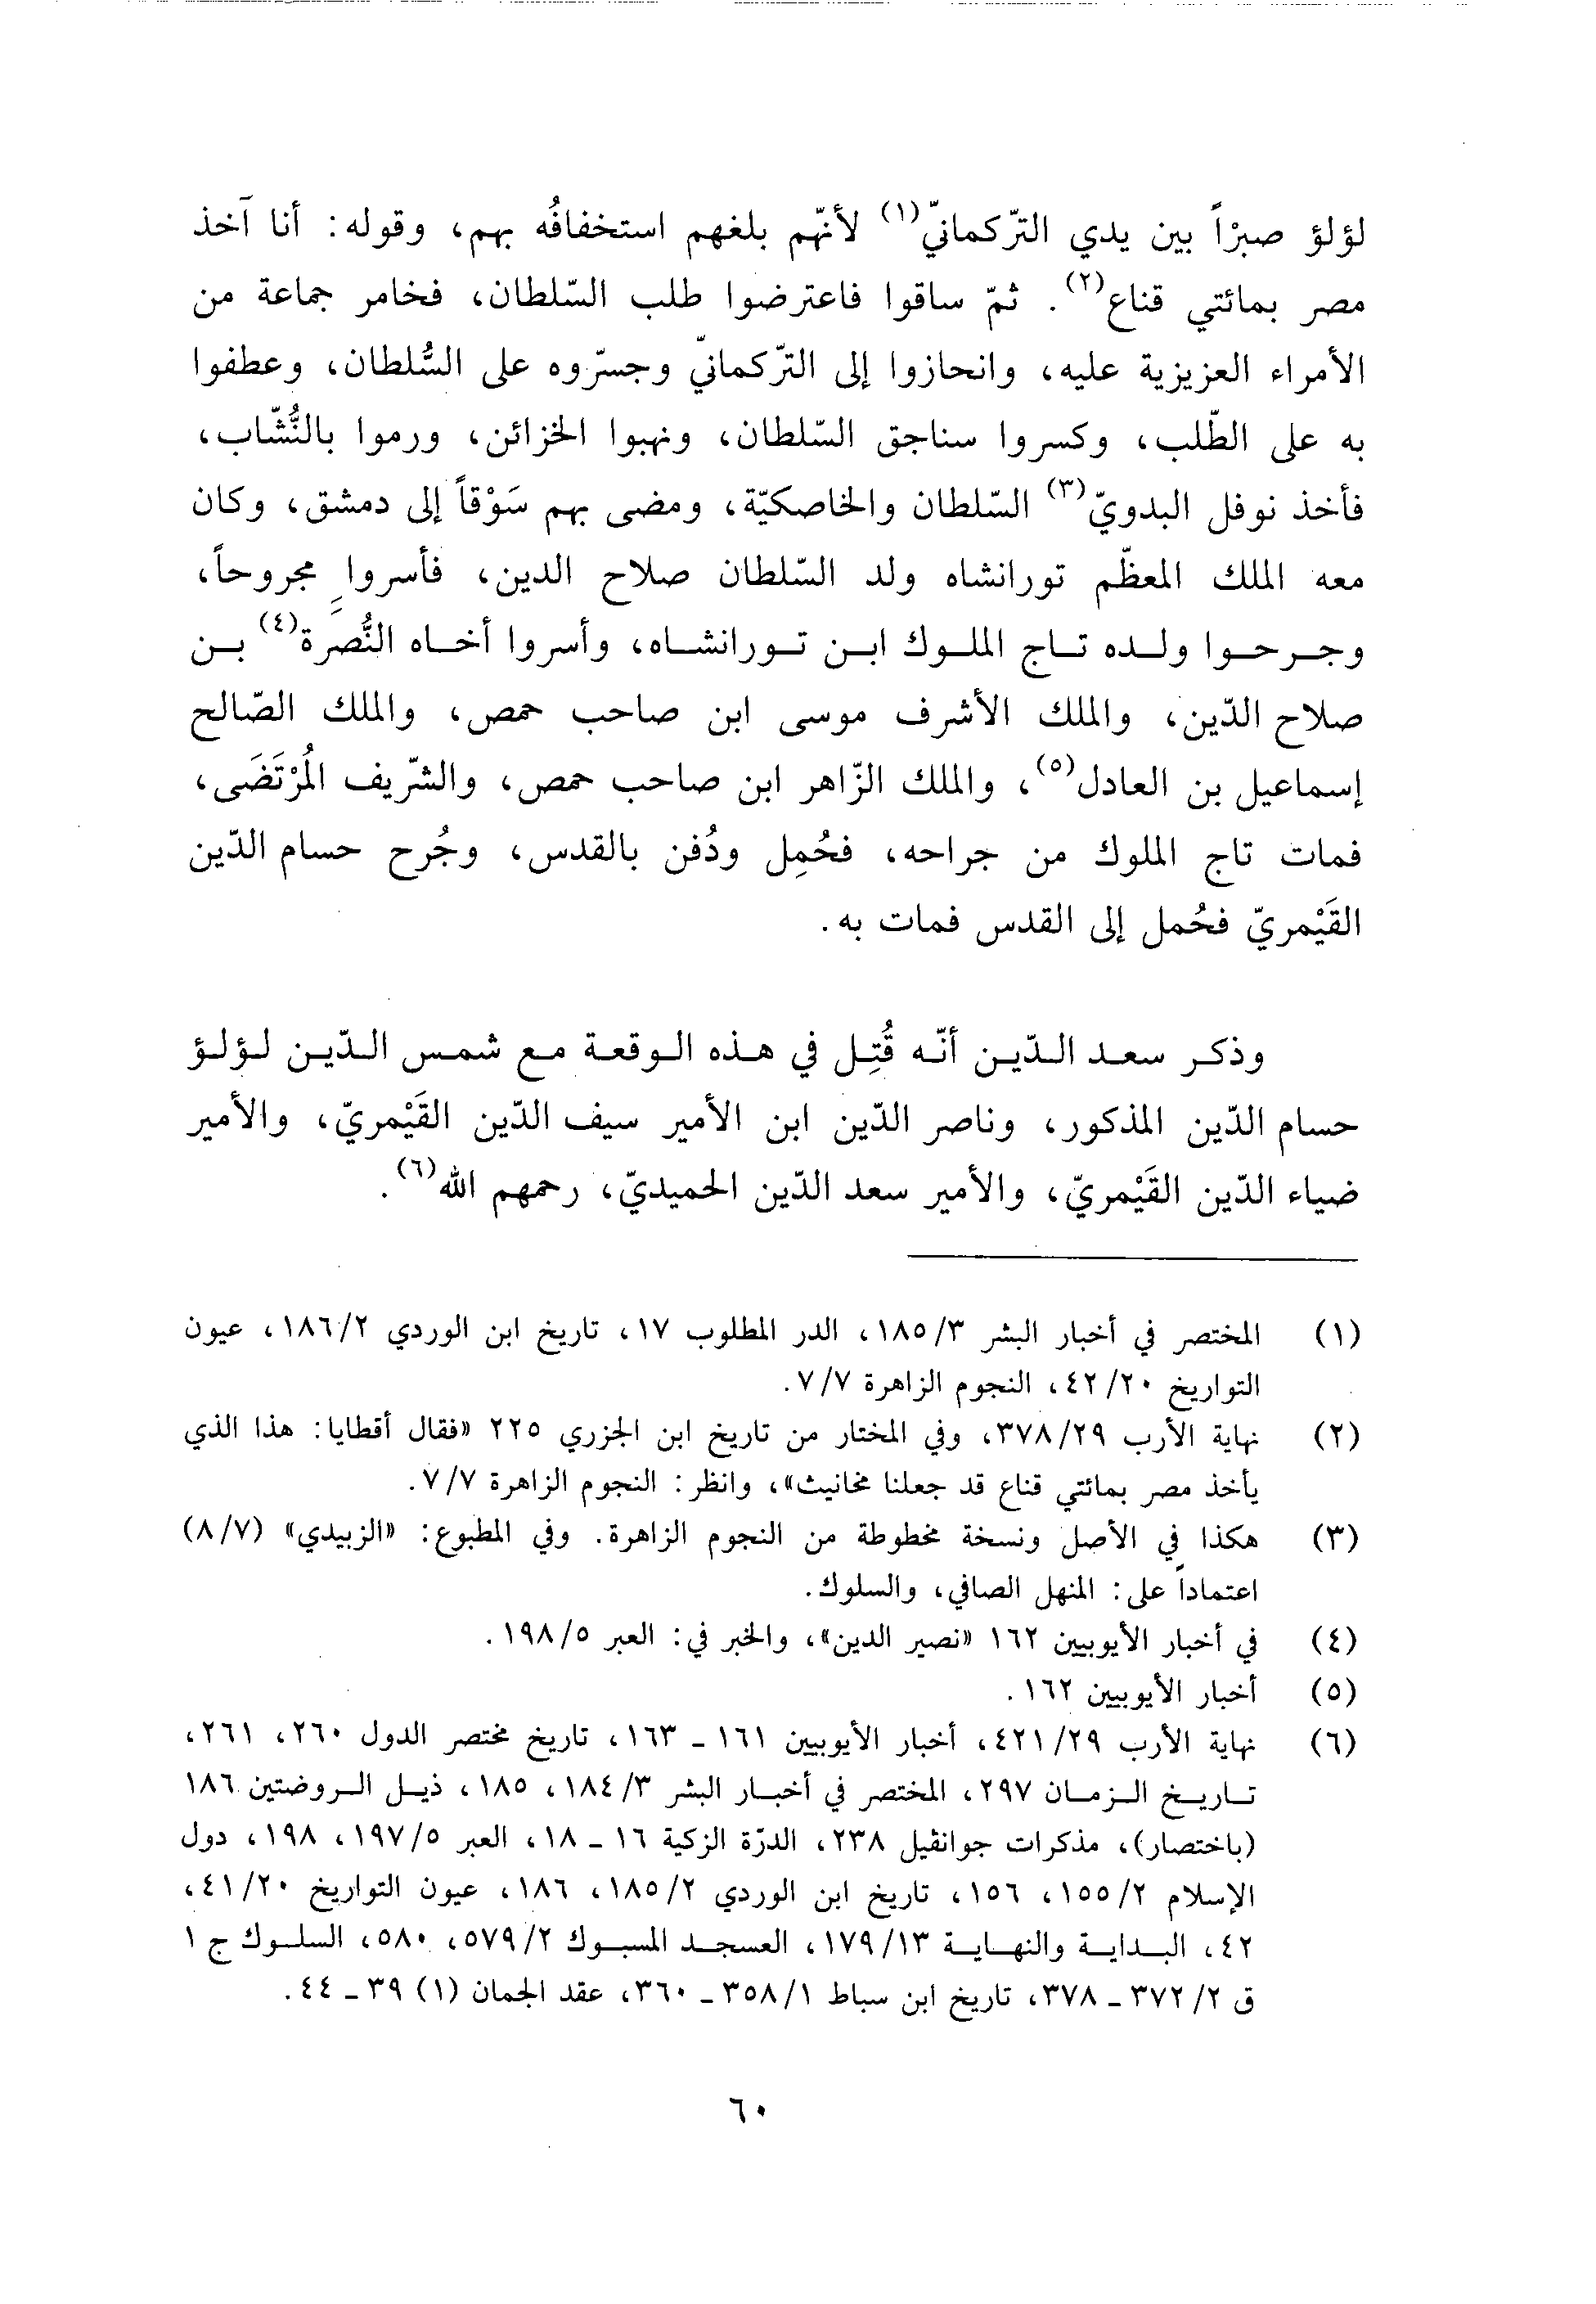 لؤلؤ صبْراً بين يدي التّركمانيّ(١) لأنّهم بلغهم استخفافُه بهم، وقوله: أنا آخذ
مصر بمائتي قناع(٢). ثمّ ساقوا فاعترضوا طلب السّلطان، فخامر جماعة من
الأمراء العزيزية عليه، وانحازوا إلى التّركمانيّ وجسّروه على السُّلطان، وعطفوا
به على الطّلب، وكسروا سناجق السّلطان، ونهبوا الخزائن، ورموا بالنُّشّاب،
فأخذ نوفل البدويّ(٣) السّلطان والخاصكيّة، ومضى بهم سَوْقاً إلى دمشق، وكان
معه الملك المعظّم تورانشاه ولد السّلطان صلاح الدين، فأسروا مجروحاً،
وجرحوا ولده تاج الملوك ابن تورانشاه، وأسروا أخاه النُّصَرة(٤) بن
صلاح الدّين، والملك الأشرف موسى ابن صاحب حمص، والملك الصّالح
إسماعيل بن العادل(٥)، والملك الزّاهر ابن صاحب حمص، والشّريف المُرْتَضَى،
فمات تاج الملوك من جراحه، فحُمِل ودُفن بالقدس، وجُرح حسام الدّين
القَيْمريّ فحُمل إلى القدس فمات به.
وذكر سعد الدّين أنّه قُتِل في هذه الوقعة مع شمس الدّين لؤلؤ
حسام الدّين المذكور، وناصر الدّين ابن الأمير سيف الدّين القَيْمريّ، والأمير
ضياء الدّين القَيْمريّ، والأمير سعد الدّين الحميديّ، رحمهم الله(٦).
(١) المختصر في أخبار البشر ٣/١٨٥، الدر المطلوب ١٧، تاريخ ابن الوردي ٢/١٨٦، عيون
التواريخ ٢٠/٤٢، النجوم الزاهرة ٧/٧.
(٢) نهاية الأرب ٢٩/٣٧٨، وفي المختار من تاريخ ابن الجزري ٢٢٥ «فقال أقطايا: هذا الذي
يأخذ مصر بمائتي قناع قد جعلنا مخانيث»، وانظر: النجوم الزاهرة ٧/٧.
(٣) هكذا في الأصل ونسخة مخطوطة من النجوم الزاهرة. وفي المطبوع: «الزبيدي» (٨/٧)
اعتماداً على: المنهل الصافي، والسلوك.
(٤) في أخبار الأيوبيين ١٦٢ «نصير الدين»، والخبر في: العبر ٥/١٩٨.
(٥) أخبار الأيوبيين ١٦٢.
(٦) نهاية الأرب ٢٩/٤٢١، أخبار الأيوبيين ١٦١ - ١٦٣، تاريخ مختصر الدول ٢٦٠، ٢٦١،
تاريخ الزمان ٢٩٧، المختصر في أخبار البشر ٣/١٨٤، ١٨٥، ذيل الروضتين ١٨٦
(باختصار)، مذكرات جوانڤيل ٢٣٨، الدرّة الزكية ١٦ - ١٨، العبر ٥/١٩٧، ١٩٨، دول
الإسلام ٢/١٥٥، ١٥٦، تاريخ ابن الوردي ٢/١٨٥، ١٨٦، عيون التواريخ ٢٠/٤١،
٤٢، البداية والنهاية ١٣/١٧٩، العسجد المسبوك ٢/٥٧٩، ٥٨٠، السلوك ج ١
ق ٢/٣٧٢ - ٣٧٨، تاريخ ابن سباط ١/٣٥٨ - ٣٦٠، عقد الجمان (١) ٣٩ - ٤٤.
٦٠